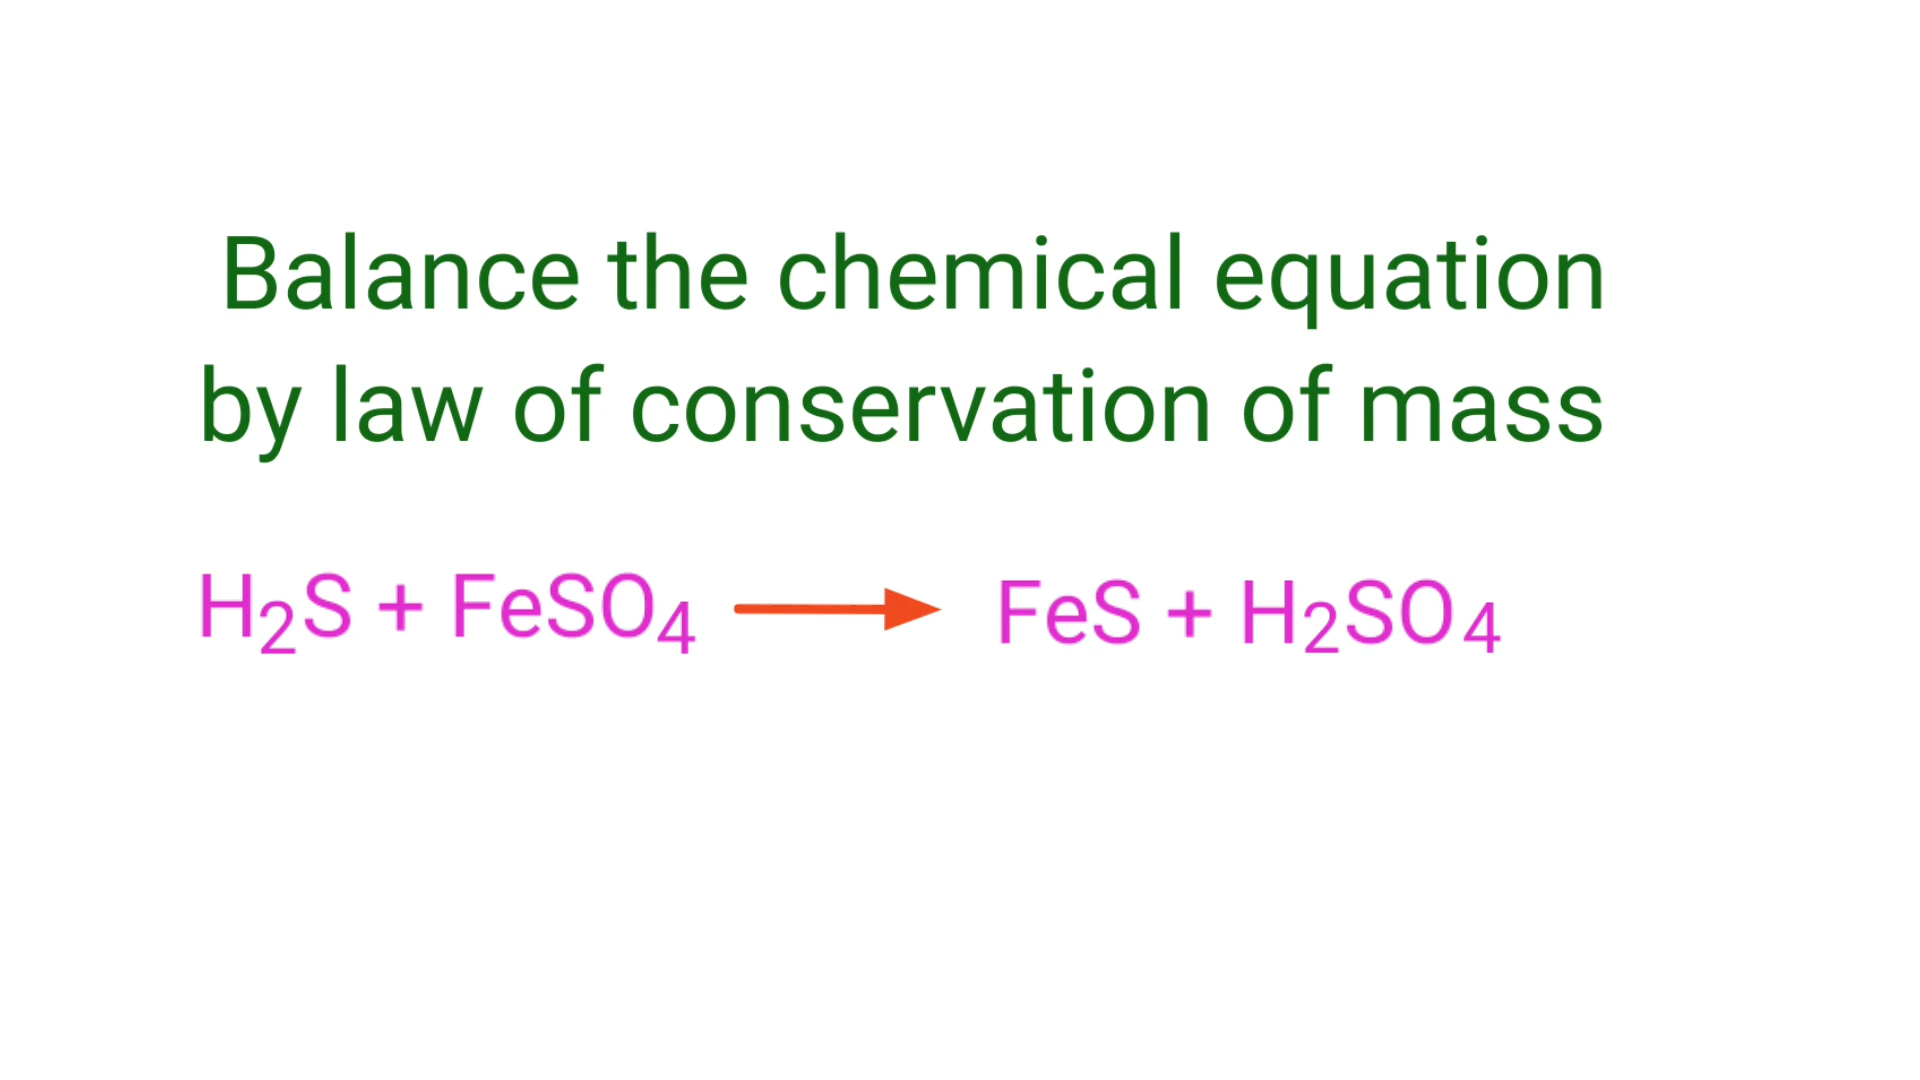 Balance the chemical equation
by law of conservation of mass
H₂S + FeSO₄ → FeS + H₂SO₄